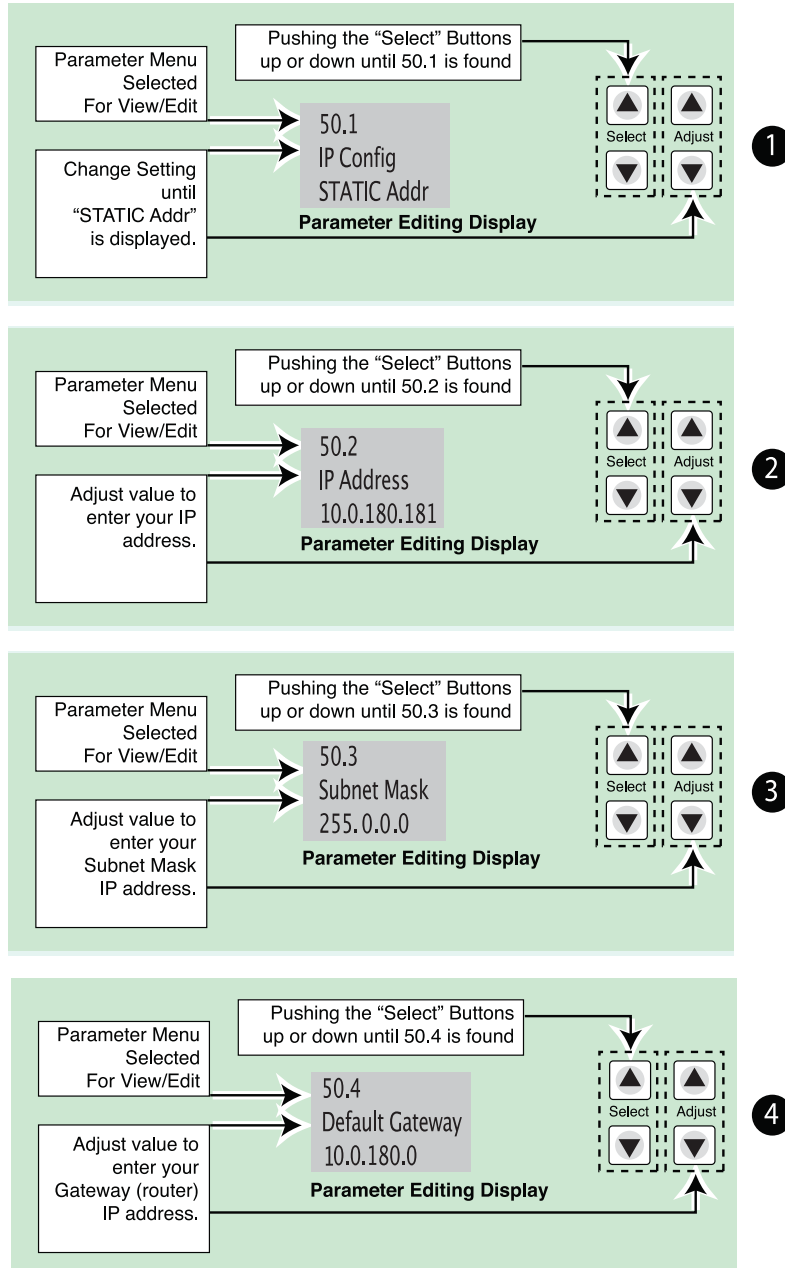 Pushing the “Select” Buttons
up or down until 50.1 is found
Parameter Menu
Selected
For View/Edit
50.1
IP Config
STATIC Addr
Parameter Editing Display
Change Setting
until
“STATIC Addr”
is displayed.
Select
Adjust
1
Pushing the “Select” Buttons
up or down until 50.2 is found
Parameter Menu
Selected
For View/Edit
50.2
IP Address
10.0.180.181
Parameter Editing Display
Adjust value to
enter your IP
address.
Select
Adjust
2
Pushing the “Select” Buttons
up or down until 50.3 is found
Parameter Menu
Selected
For View/Edit
50.3
Subnet Mask
255.0.0.0
Parameter Editing Display
Adjust value to
enter your
Subnet Mask
IP address.
Select
Adjust
3
Pushing the “Select” Buttons
up or down until 50.4 is found
Parameter Menu
Selected
For View/Edit
50.4
Default Gateway
10.0.180.0
Parameter Editing Display
Adjust value to
enter your
Gateway (router)
IP address.
Select
Adjust
4